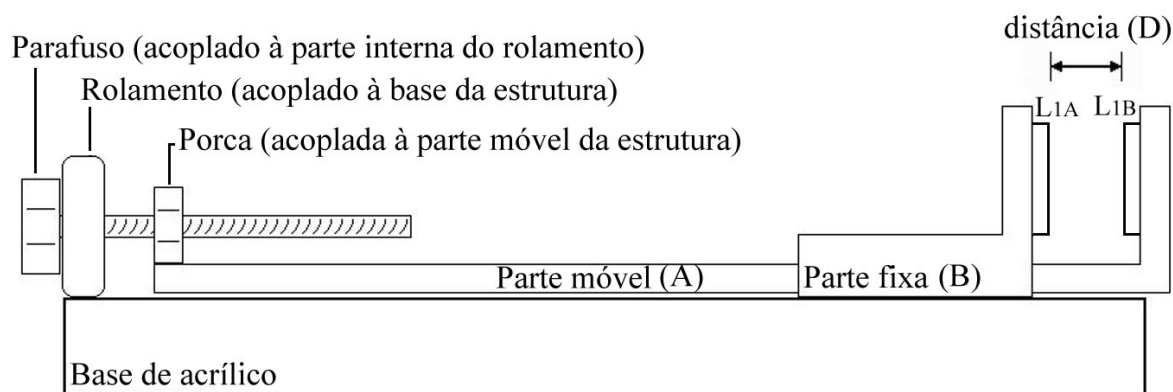 distância (D)
Parafuso (acoplado à parte interna do rolamento)
Rolamento (acoplado à base da estrutura)
L1A L1B
Porca (acoplada à parte móvel da estrutura)
Parte móvel (A)
Parte fixa (B)
Base de acrílico